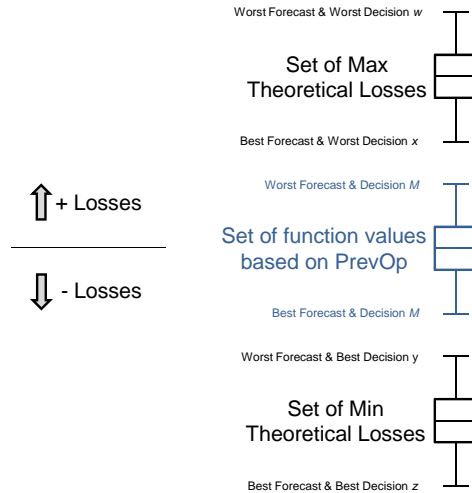 Worst Forecast & Worst Decision w
Set of Max
Theoretical Losses
Best Forecast & Worst Decision x
Worst Forecast & Decision M
+ Losses
Set of function values
based on PrevOp
- Losses
Best Forecast & Decision M
Worst Forecast & Best Decision y
Set of Min
Theoretical Losses
Best Forecast & Best Decision z